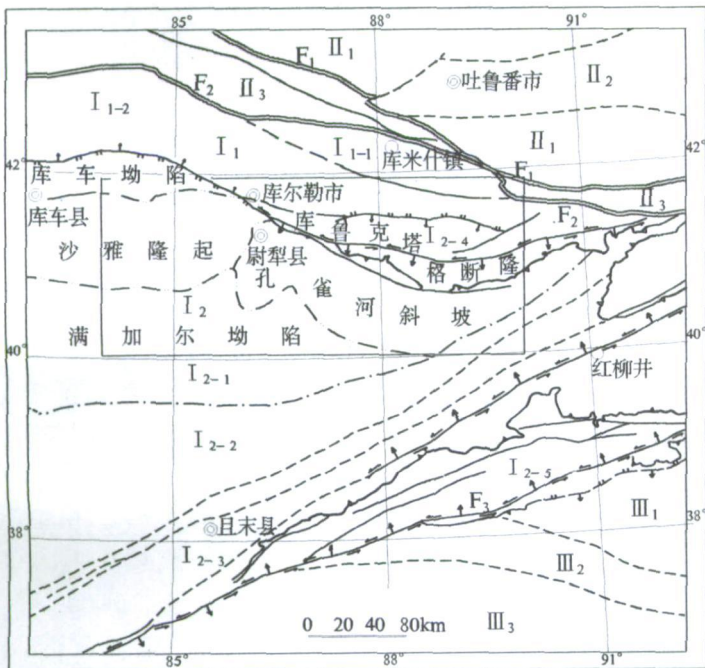 85° 88° 91°
F₁ Ⅱ₁
F₂ Ⅱ₃ 吐鲁番市 Ⅱ₂
Ⅰ₁₋₂
Ⅰ₁ Ⅰ₁₋₁ 库米什镇 Ⅱ₁
42° 42°
库车坳陷 F₁
库车县 库尔勒市 Ⅱ₃
库鲁克塔格断隆 Ⅰ₂₋₄ F₂
沙雅隆起 尉犁县
孔雀河斜坡
Ⅰ₂
满加尔坳陷
40° 40°
Ⅰ₂₋₁ 红柳井
Ⅰ₂₋₂
Ⅰ₂₋₅
F₃ Ⅲ₁
且末县
38° 38°
Ⅰ₂₋₃ Ⅲ₂
0 20 40 80km Ⅲ₃
85° 88° 91°